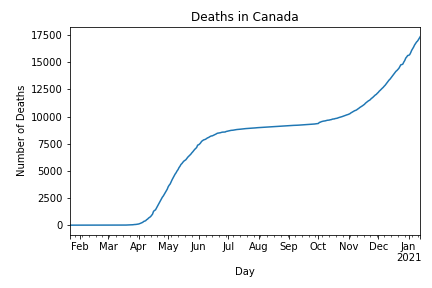 Deaths in Canada
Number of Deaths
17500
15000
12500
10000
7500
5000
2500
0
Feb Mar Apr May Jun Jul Aug Sep Oct Nov Dec Jan
2021
Day